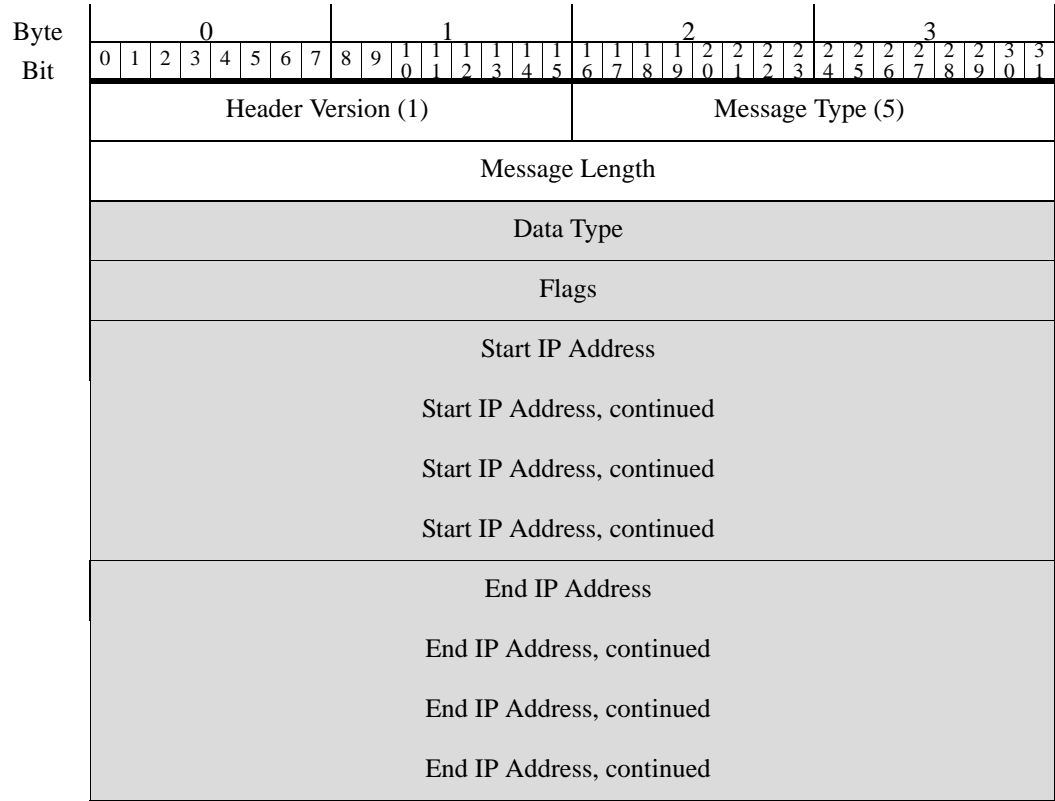 Byte 0 1 2 3
Bit 0 1 2 3 4 5 6 7 8 9 10 11 12 13 14 15 16 17 18 19 20 21 22 23 24 25 26 27 28 29 30 31
Header Version (1) Message Type (5)
Message Length
Data Type
Flags
Start IP Address
Start IP Address, continued
Start IP Address, continued
Start IP Address, continued
End IP Address
End IP Address, continued
End IP Address, continued
End IP Address, continued